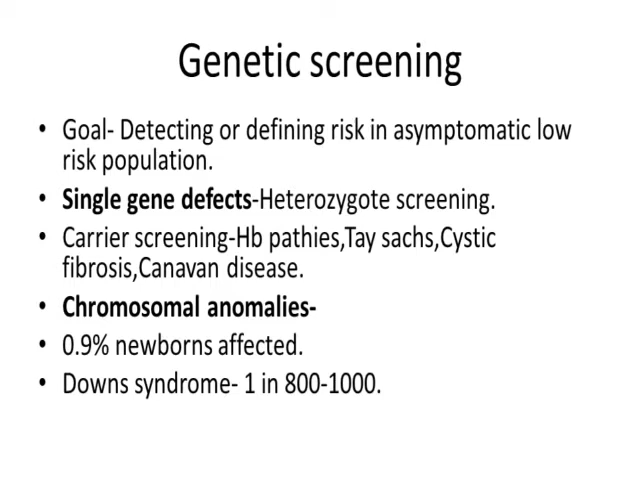 Genetic screening
• Goal- Detecting or defining risk in asymptomatic low
risk population.
• Single gene defects-Heterozygote screening.
• Carrier screening-Hb pathies,Tay sachs,Cystic
fibrosis,Canavan disease.
• Chromosomal anomalies-
• 0.9% newborns affected.
• Downs syndrome- 1 in 800-1000.